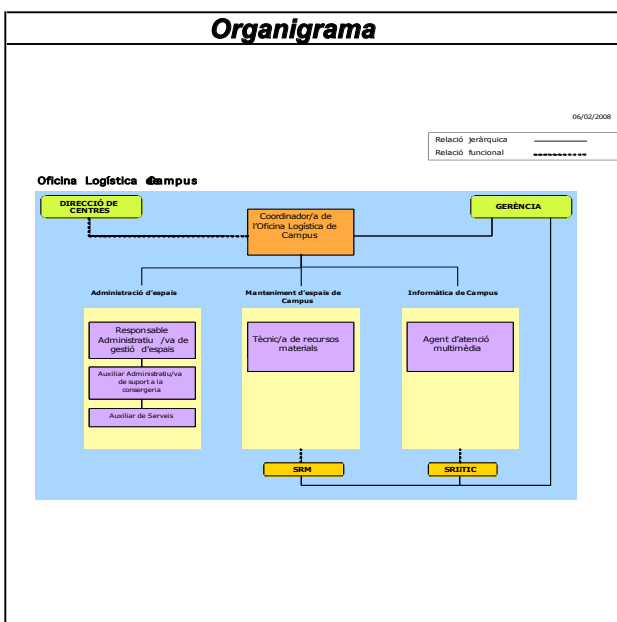 Organigrama
06/02/2008
Relació jeràrquica
Relació funcional
Oficina Logística de Campus
DIRECCIÓ DE
CENTRES
GERÈNCIA
Coordinador/a de
l'Oficina Logística de
Campus
Administració d'espais
Manteniment d'espais de
Campus
Informàtica de Campus
Responsable
Administratiu /va de
gestió d'espais
Tècnic/a de recursos
materials
Agent d'atenció
multimèdia
Auxiliar Administratiu/va
de suport a la
consergeria
Auxiliar de Serveis
SRM
SRIiTIC